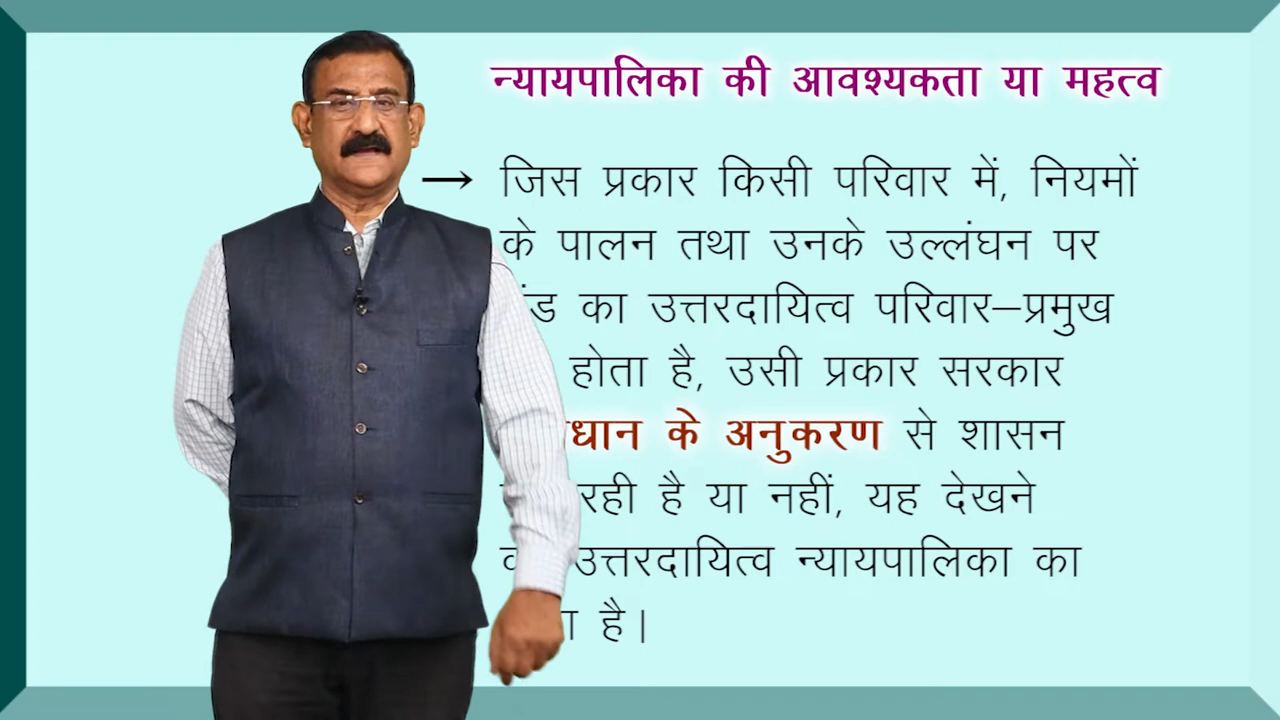 न्यायपालिका की आवश्यकता या महत्व
→ जिस प्रकार किसी परिवार में, नियमों
के पालन तथा उनके उल्लंघन पर
का उत्तरदायित्व परिवार–प्रमुख
होता है, उसी प्रकार सरकार
के अनुकरण से शासन
रही है या नहीं, यह देखने
उत्तरदायित्व न्यायपालिका का
है।